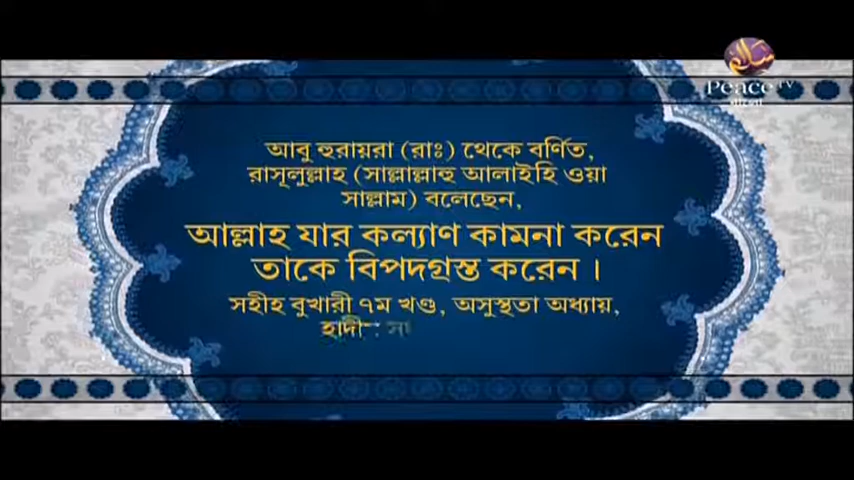 Peace TV
বাংলা
আবু হুরায়রা (রাঃ) থেকে বর্ণিত,
রাসূলুল্লাহ (সাল্লাল্লাহু আলাইহি ওয়া
সাল্লাম) বলেছেন,
আল্লাহ যার কল্যাণ কামনা করেন
তাকে বিপদগ্রস্ত করেন ।
সহীহ বুখারী ৭ম খণ্ড, অসুস্থতা অধ্যায়,